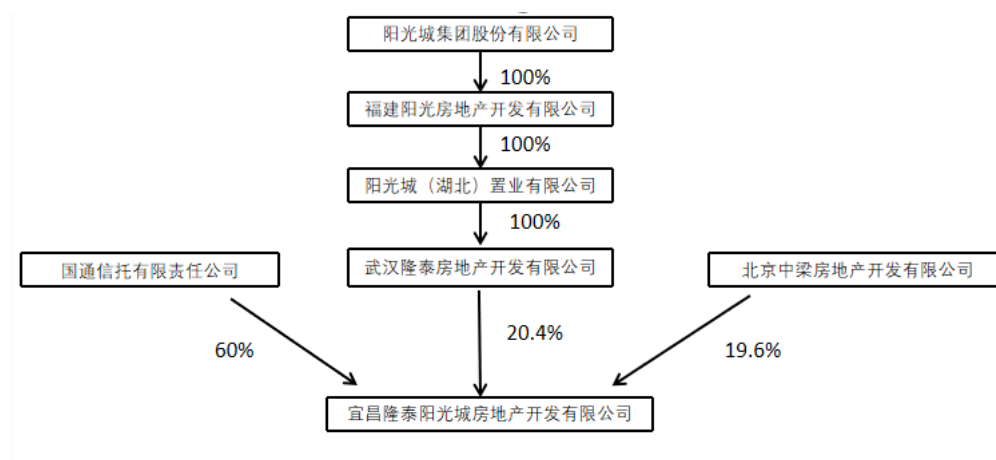 阳光城集团股份有限公司
100%
福建阳光房地产开发有限公司
100%
阳光城（湖北）置业有限公司
100%
国通信托有限责任公司
武汉隆泰房地产开发有限公司
北京中梁房地产开发有限公司
60%
20.4%
19.6%
宜昌隆泰阳光城房地产开发有限公司